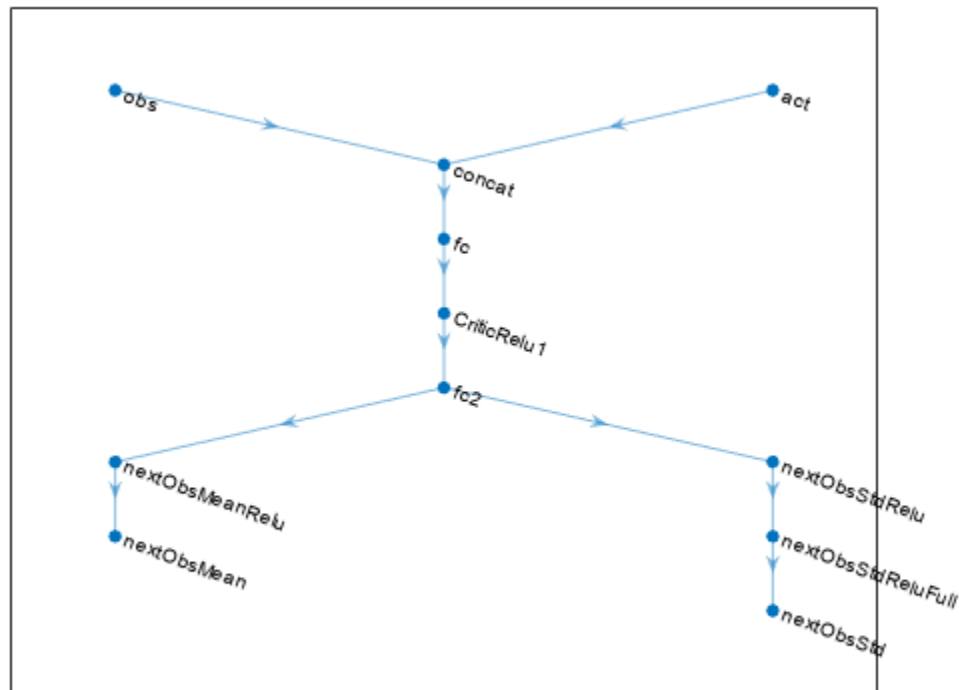 obs
act
concat
fc
CriticRelu1
fc2
nextObsMeanRelu
nextObsStdRelu
nextObsMean
nextObsStdReluFull
nextObsStd